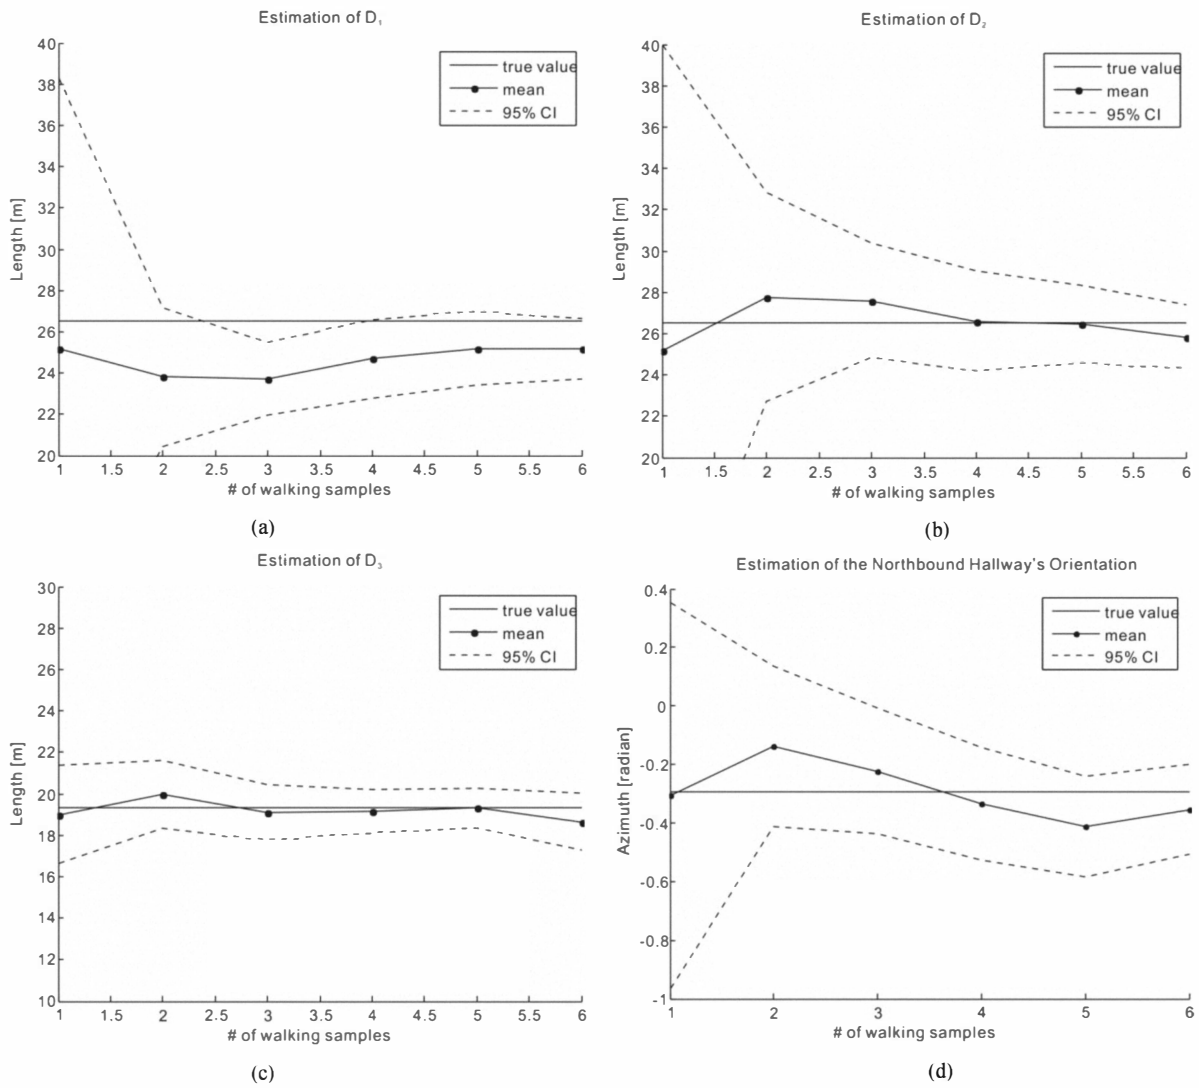 Estimation of D₁
40
38
36
34
32
30
28
26
24
22
20
Length [m]
true value
mean
95% CI
1 1.5 2 2.5 3 3.5 4 4.5 5 5.5 6
# of walking samples
(a)
Estimation of D₂
40
38
36
34
32
30
28
26
24
22
20
Length [m]
true value
mean
95% CI
1 1.5 2 2.5 3 3.5 4 4.5 5 5.5 6
# of walking samples
(b)
Estimation of D₃
30
28
26
24
22
20
18
16
14
12
10
Length [m]
true value
mean
95% CI
1 1.5 2 2.5 3 3.5 4 4.5 5 5.5 6
# of walking samples
(c)
Estimation of the Northbound Hallway's Orientation
0.4
0.2
0
-0.2
-0.4
-0.6
-0.8
-1
Azimuth [radian]
true value
mean
95% CI
1 2 3 4 5 6
# of walking samples
(d)